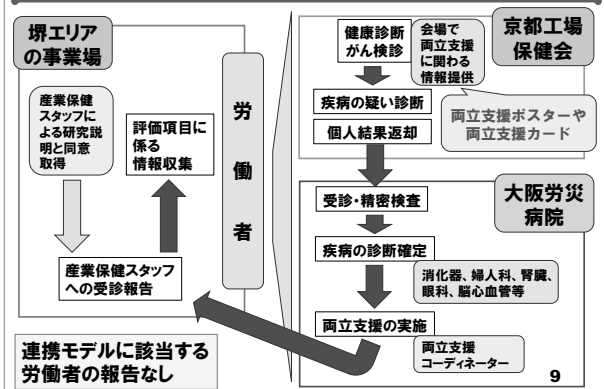 堺エリア
の事業場
産業保健
スタッフに
よる研究説
明と同意
取得
評価項目に
係る
情報収集
産業保健スタッフ
への受診報告
連携モデルに該当する
労働者の報告なし
労
働
者
健康診断
がん検診
会場で
両立支援
に関わる
情報提供
京都工場
保健会
疾病の疑い診断
個人結果返却
両立支援ポスターや
両立支援カード
受診・精密検査
大阪労災
病院
疾病の診断確定
消化器、婦人科、腎臓、
眼科、脳心血管等
両立支援の実施
両立支援
コーディネーター
9